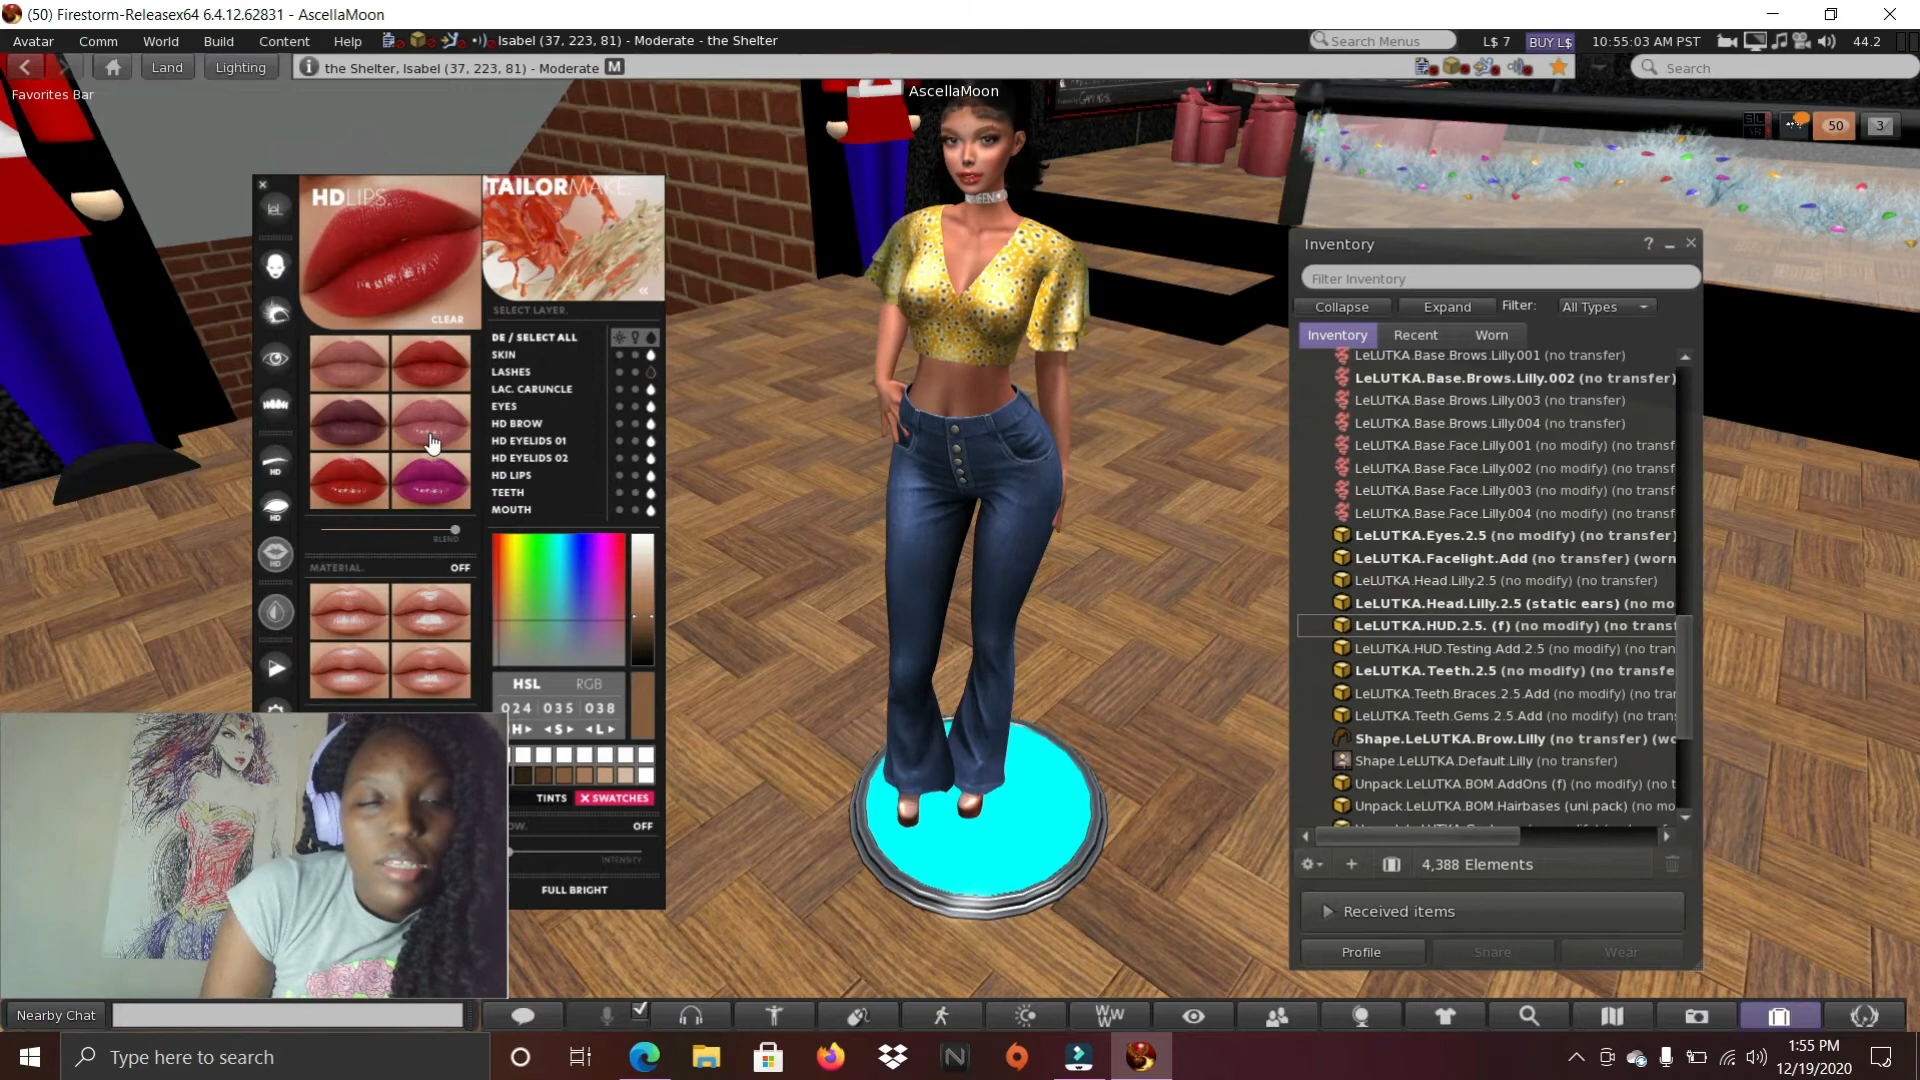 (50) Firestorm-Releasex64 6.4.12.62831 - AscellaMoon
Avatar Comm World Build Content Help Isabel (37, 223, 81) - Moderate - the Shelter Search Menus L$ 7 BUY L$ 10:55:03 AM PST 44.2
Land Lighting the Shelter, Isabel (37, 223, 81) - Moderate M Search
Favorites Bar
AscellaMoon
50 3
HDLIPS.
CLEAR
BLEND
MATERIAL. OFF
TAILORMAKE.
SELECT LAYER.
DE / SELECT ALL
SKIN
LASHES
LAC. CARUNCLE
EYES
HD BROW
HD EYELIDS 01
HD EYELIDS 02
HD LIPS
TEETH
MOUTH
HSL RGB
024 035 038
H S L
TINTS X SWATCHES
OFF
INTENSITY
FULL BRIGHT
Inventory ?
Filter Inventory
Collapse Expand Filter: All Types
Inventory Recent Worn
LeLUTKA.Base.Brows.Lilly.001 (no transfer)
LeLUTKA.Base.Brows.Lilly.002 (no transfer)
LeLUTKA.Base.Brows.Lilly.003 (no transfer)
LeLUTKA.Base.Brows.Lilly.004 (no transfer)
LeLUTKA.Base.Face.Lilly.001 (no modify) (no transf
LeLUTKA.Base.Face.Lilly.002 (no modify) (no transf
LeLUTKA.Base.Face.Lilly.003 (no modify) (no transf
LeLUTKA.Base.Face.Lilly.004 (no modify) (no transf
LeLUTKA.Eyes.2.5 (no modify) (no transfer)
LeLUTKA.Facelight.Add (no transfer) (worn
LeLUTKA.Head.Lilly.2.5 (no modify) (no transfer)
LeLUTKA.Head.Lilly.2.5 (static ears) (no mo
LeLUTKA.HUD.2.5. (f) (no modify) (no transf
LeLUTKA.HUD.Testing.Add.2.5 (no modify) (no tran
LeLUTKA.Teeth.2.5 (no modify) (no transfe
LeLUTKA.Teeth.Braces.2.5.Add (no modify) (no tra
LeLUTKA.Teeth.Gems.2.5.Add (no modify) (no trans
Shape.LeLUTKA.Brow.Lilly (no transfer) (wo
Shape.LeLUTKA.Default.Lilly (no transfer)
Unpack.LeLUTKA.BOM.AddOns (f) (no modify) (no t
Unpack.LeLUTKA.BOM.Hairbases (uni.pack) (no mo
4,388 Elements
Received items
Profile Share Wear
Nearby Chat
Type here to search
1:55 PM
12/19/2020